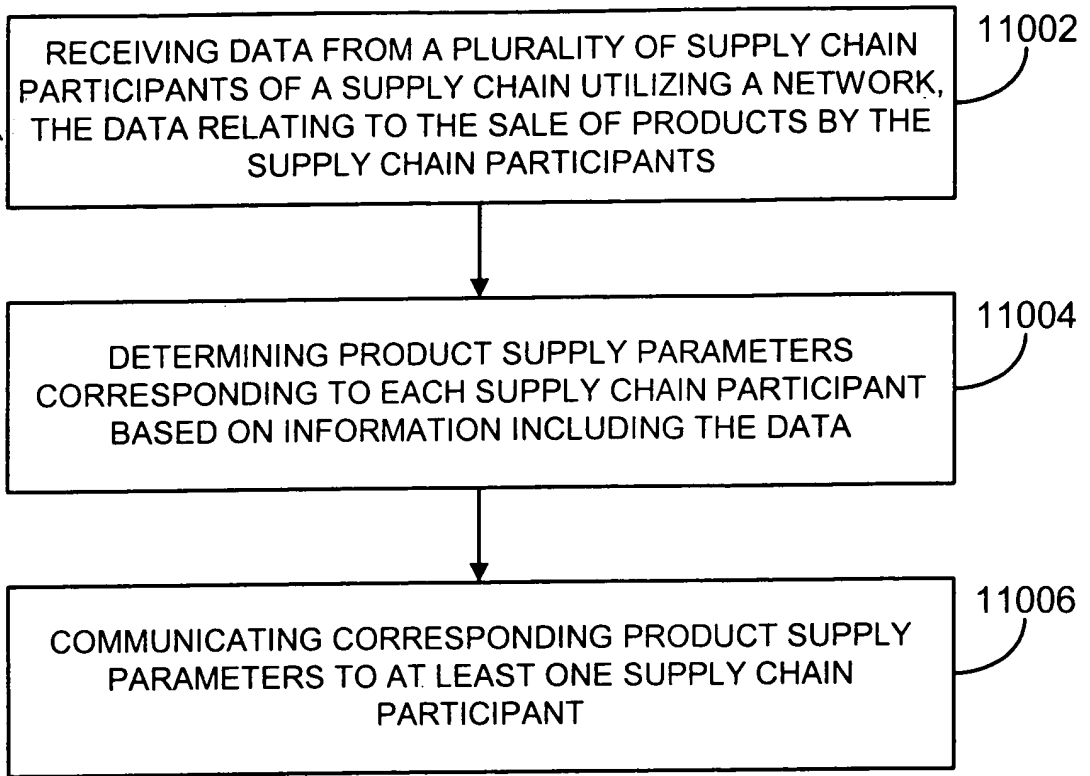 RECEIVING DATA FROM A PLURALITY OF SUPPLY CHAIN
PARTICIPANTS OF A SUPPLY CHAIN UTILIZING A NETWORK,
THE DATA RELATING TO THE SALE OF PRODUCTS BY THE
SUPPLY CHAIN PARTICIPANTS
11002
DETERMINING PRODUCT SUPPLY PARAMETERS
CORRESPONDING TO EACH SUPPLY CHAIN PARTICIPANT
BASED ON INFORMATION INCLUDING THE DATA
11004
COMMUNICATING CORRESPONDING PRODUCT SUPPLY
PARAMETERS TO AT LEAST ONE SUPPLY CHAIN
PARTICIPANT
11006